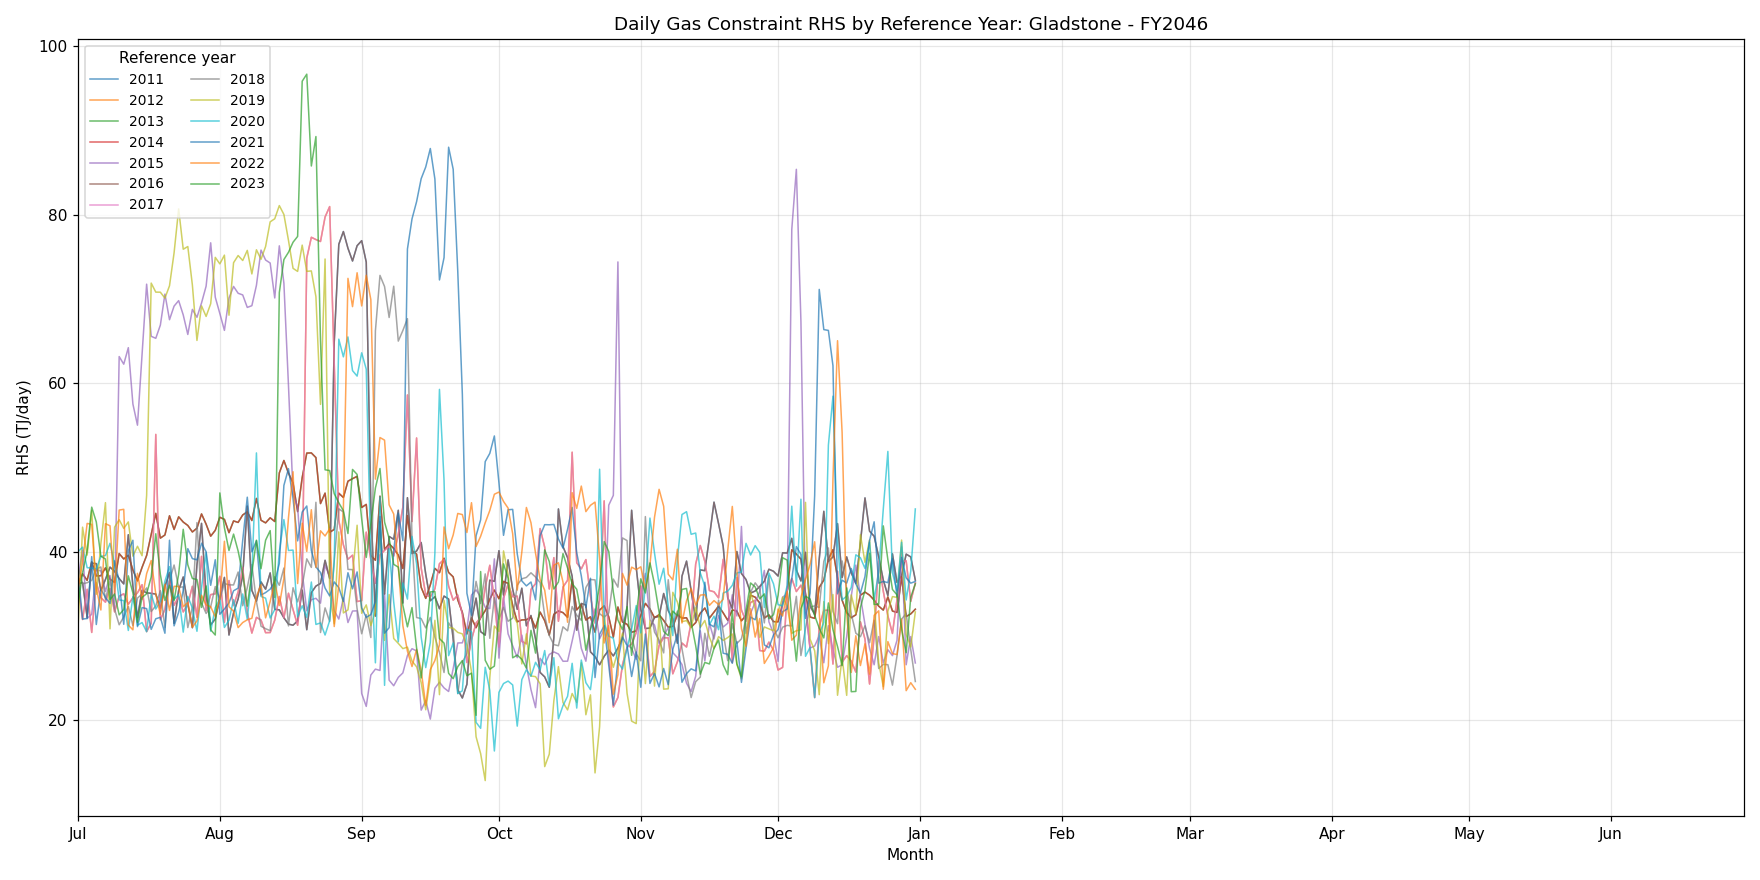 Daily Gas Constraint RHS by Reference Year: Gladstone - FY2046
Reference year
2011 2018
2012 2019
2013 2020
2014 2021
2015 2022
2016 2023
2017
RHS (TJ/day)
100
80
60
40
20
Jul Aug Sep Oct Nov Dec Jan Feb Mar Apr May Jun
Month